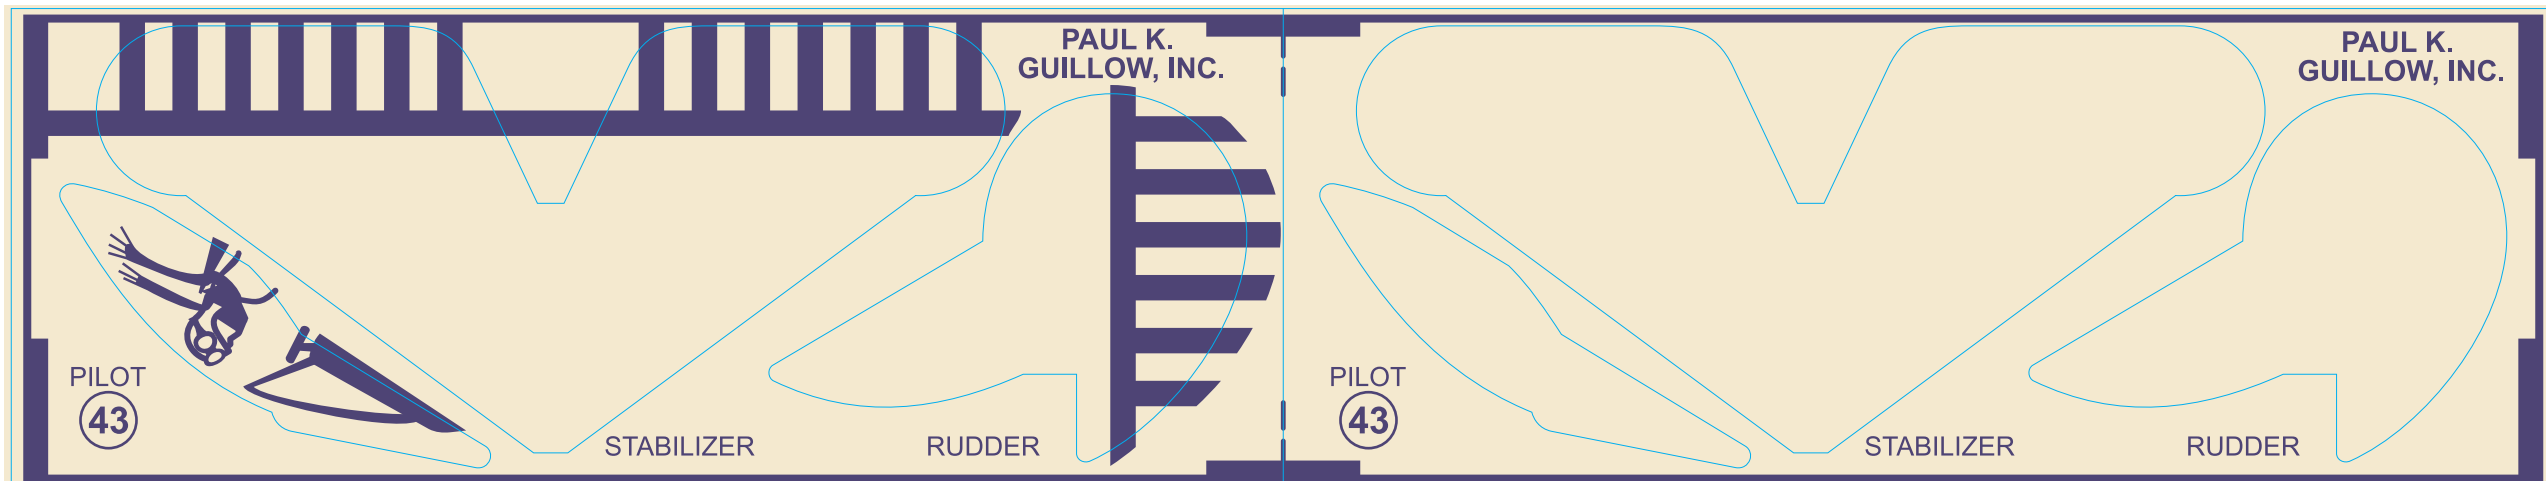 PAUL K.
GUILLOW, INC.
PILOT
43
STABILIZER
RUDDER
PAUL K.
GUILLOW, INC.
PILOT
43
STABILIZER
RUDDER